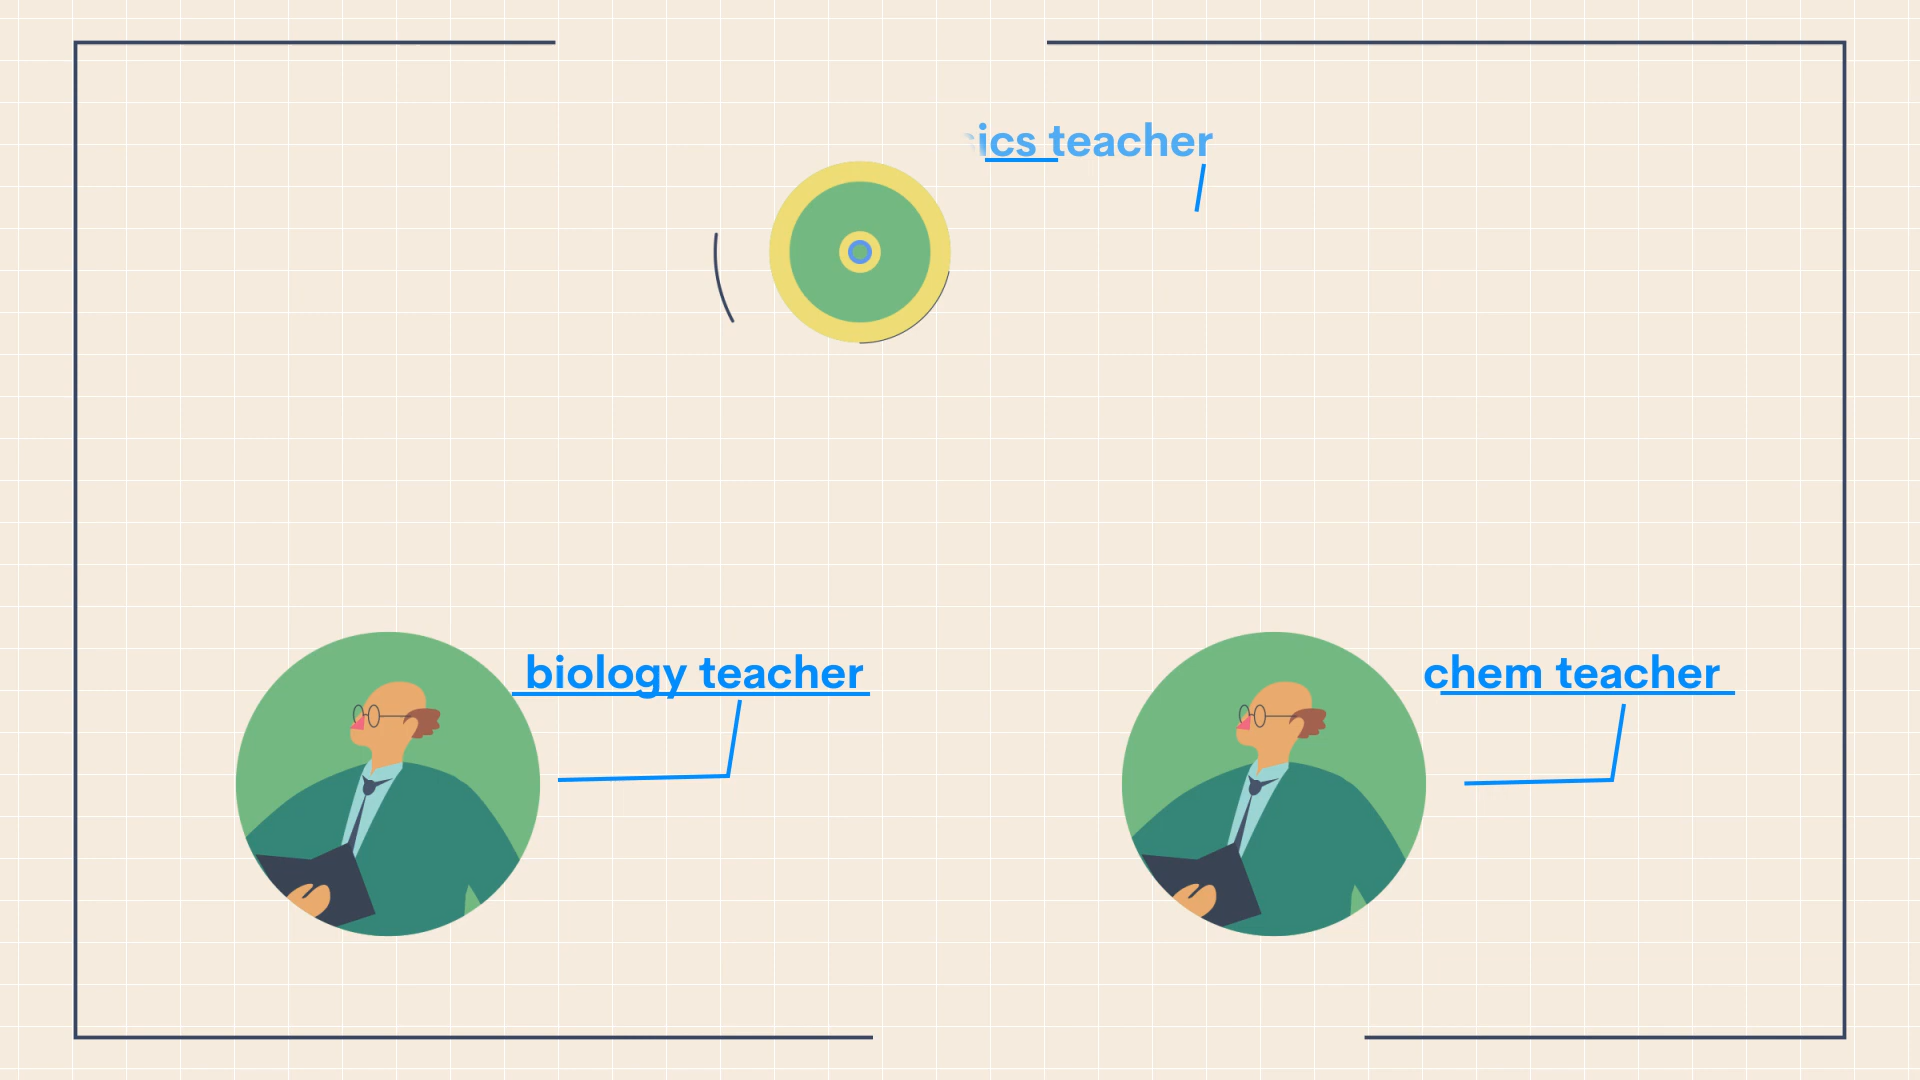 ics teacher
biology teacher
chem teacher